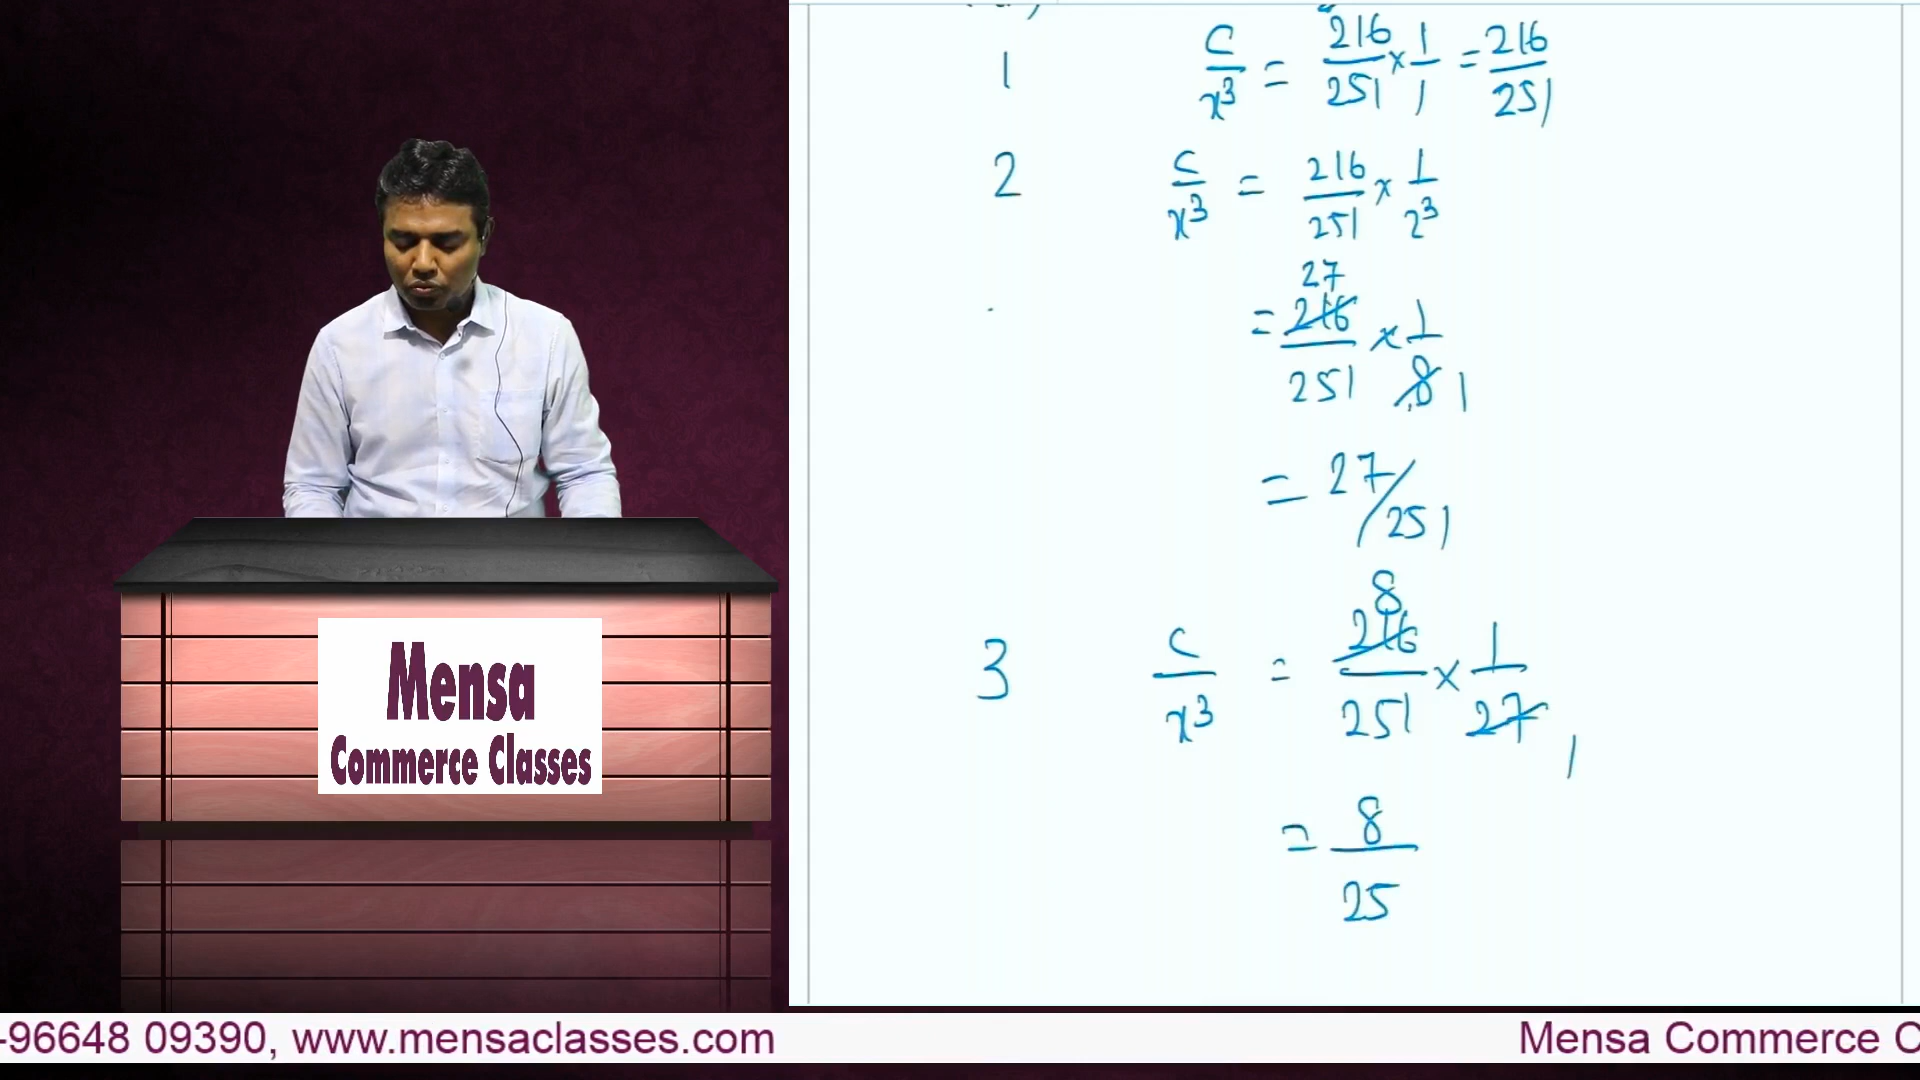 1 c/x³ = 216/251 × 1/1 = 216/251
2 c/x³ = 216/251 × 1/2³
27
= 216/251 × 1/8 1
= 27/251
8
3 c/x³ = 216/251 × 1/27 1
= 8/25
Mensa
Commerce Classes
-96648 09390, www.mensaclasses.com
Mensa Commerce C